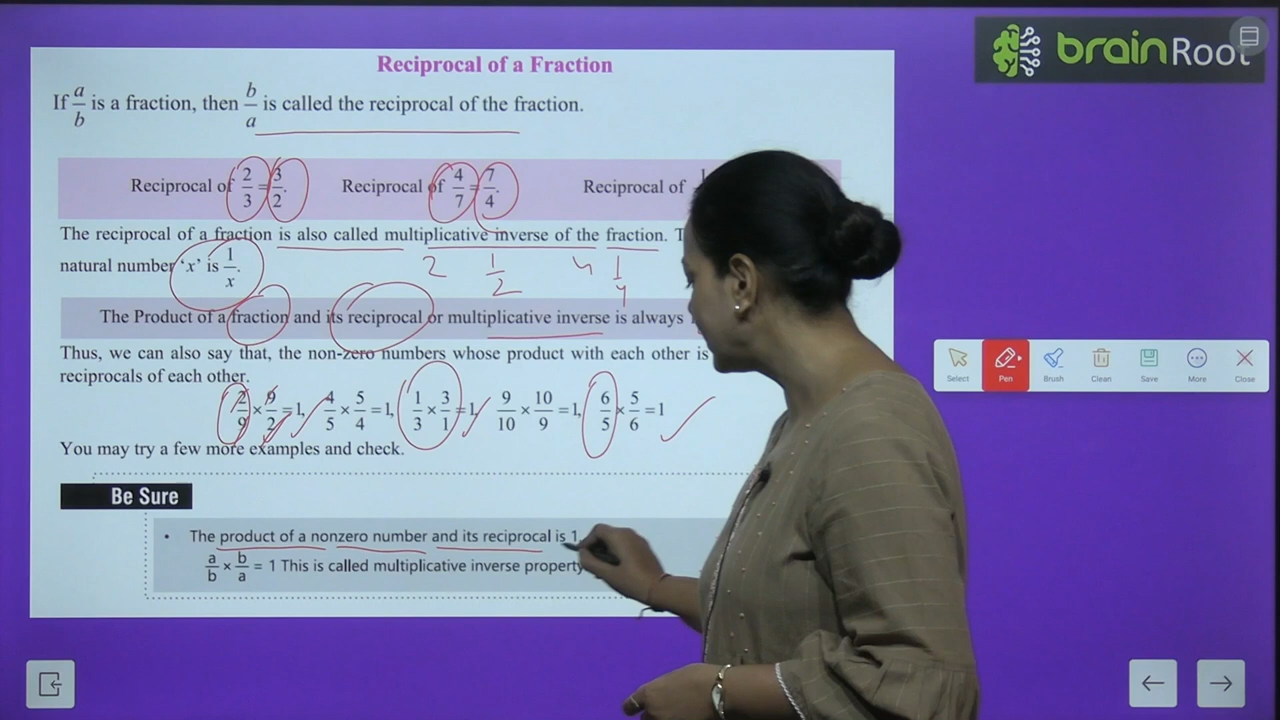 brainRoot
Reciprocal of a Fraction
If a/b is a fraction, then b/a is called the reciprocal of the fraction.
Reciprocal of 2/3 = 3/2. Reciprocal of 4/7 = 7/4. Reciprocal of
The reciprocal of a fraction is also called multiplicative inverse of the fraction.
natural number 'x' is 1/x.
2 1/2 4 1/4
The Product of a fraction and its reciprocal or multiplicative inverse is always
Thus, we can also say that, the non-zero numbers whose product with each other is
reciprocals of each other.
2/9 × 9/2 = 1, 4/5 × 5/4 = 1, 1/3 × 3/1 = 1, 9/10 × 10/9 = 1, 6/5 × 5/6 = 1
You may try a few more examples and check.
Be Sure
• The product of a nonzero number and its reciprocal is 1.
a/b × b/a = 1 This is called multiplicative inverse property
Select Pen Brush Clean Save More Close